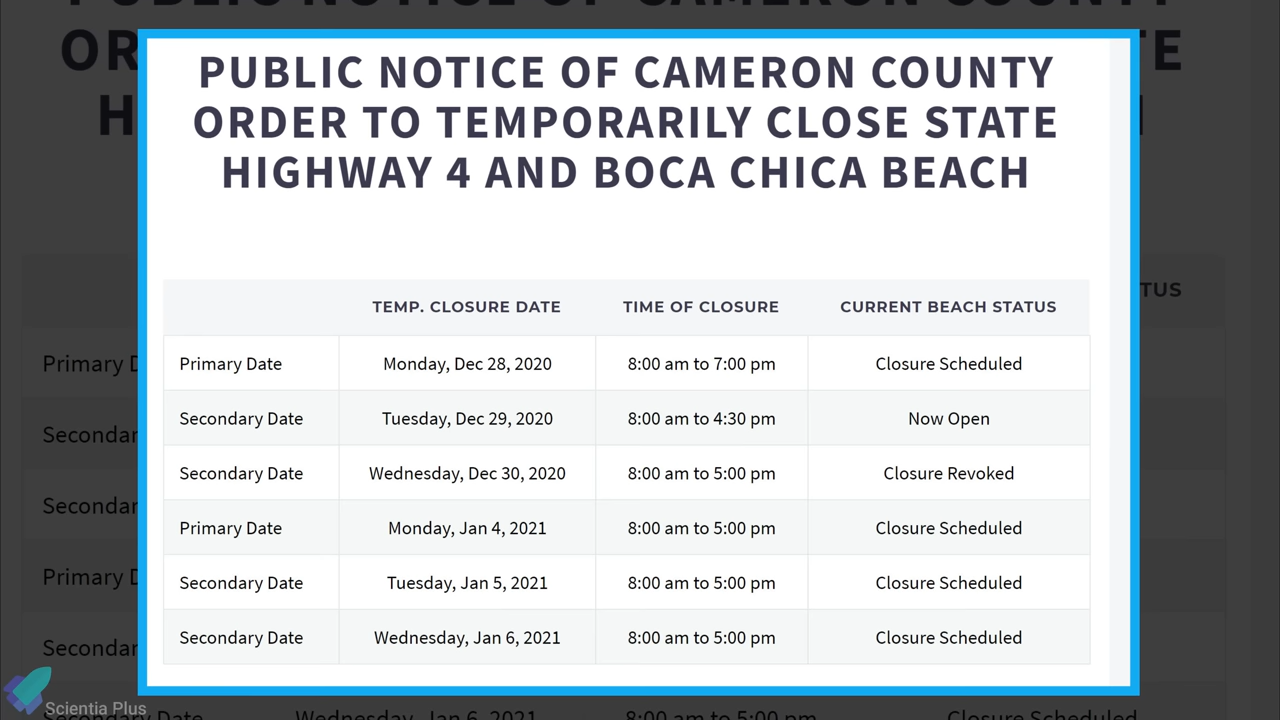 PUBLIC NOTICE OF CAMERON COUNTY
ORDER TO TEMPORARILY CLOSE STATE
HIGHWAY 4 AND BOCA CHICA BEACH
TEMP. CLOSURE DATE TIME OF CLOSURE CURRENT BEACH STATUS
Primary Date Monday, Dec 28, 2020 8:00 am to 7:00 pm Closure Scheduled
Secondary Date Tuesday, Dec 29, 2020 8:00 am to 4:30 pm Now Open
Secondary Date Wednesday, Dec 30, 2020 8:00 am to 5:00 pm Closure Revoked
Primary Date Monday, Jan 4, 2021 8:00 am to 5:00 pm Closure Scheduled
Secondary Date Tuesday, Jan 5, 2021 8:00 am to 5:00 pm Closure Scheduled
Secondary Date Wednesday, Jan 6, 2021 8:00 am to 5:00 pm Closure Scheduled
Scientia Plus